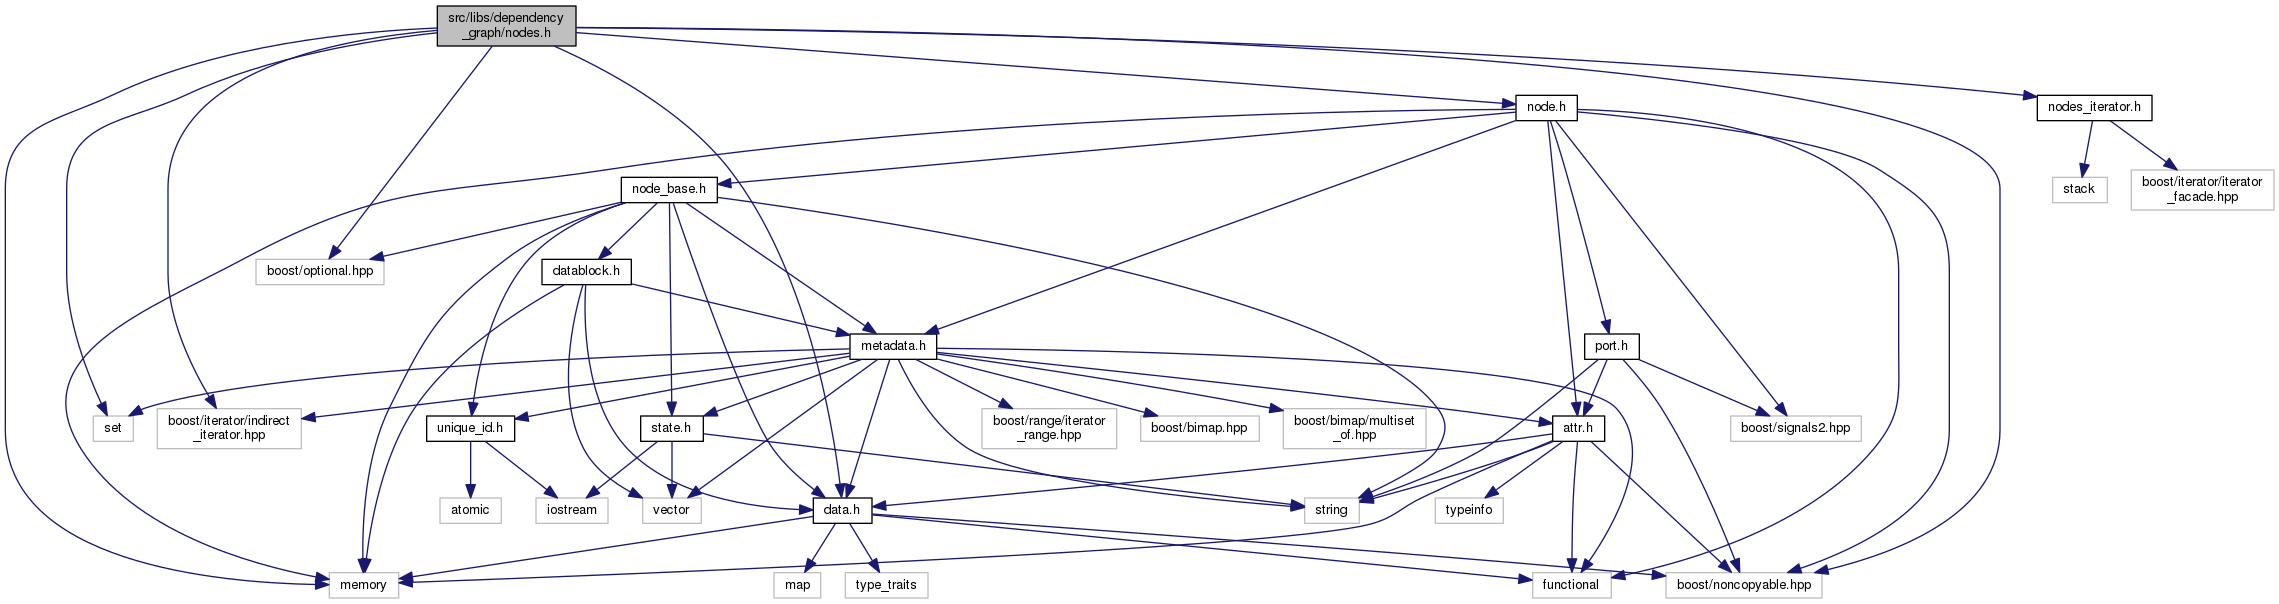 src/libs/dependency
_graph/nodes.h
node.h
nodes_iterator.h
node_base.h
stack
boost/iterator/iterator
_facade.hpp
boost/optional.hpp
datablock.h
metadata.h
port.h
set
boost/iterator/indirect
_iterator.hpp
unique_id.h
state.h
boost/range/iterator
_range.hpp
boost/bimap.hpp
boost/bimap/multiset
_of.hpp
attr.h
boost/signals2.hpp
atomic
iostream
vector
data.h
string
typeinfo
memory
map
type_traits
functional
boost/noncopyable.hpp